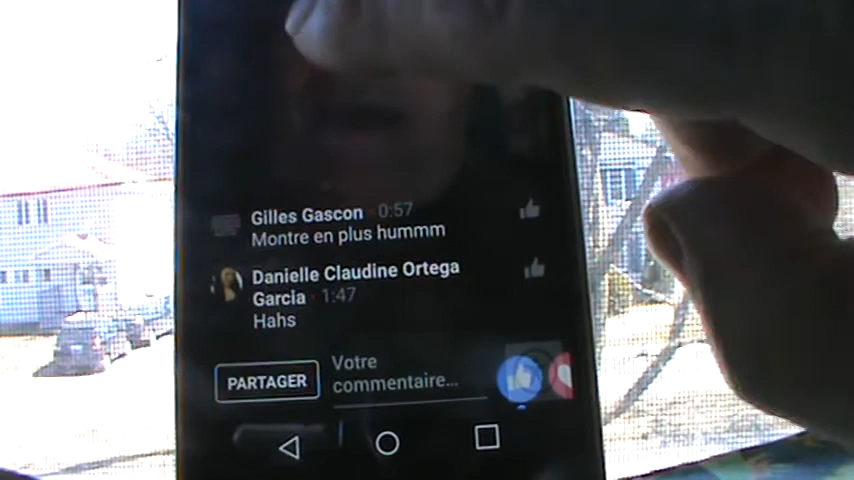 Gilles Gascon · 0:57
Montre en plus hummm
Danielle Claudine Ortega
Garcia · 1:47
Hahs
PARTAGER
Votre
commentaire...